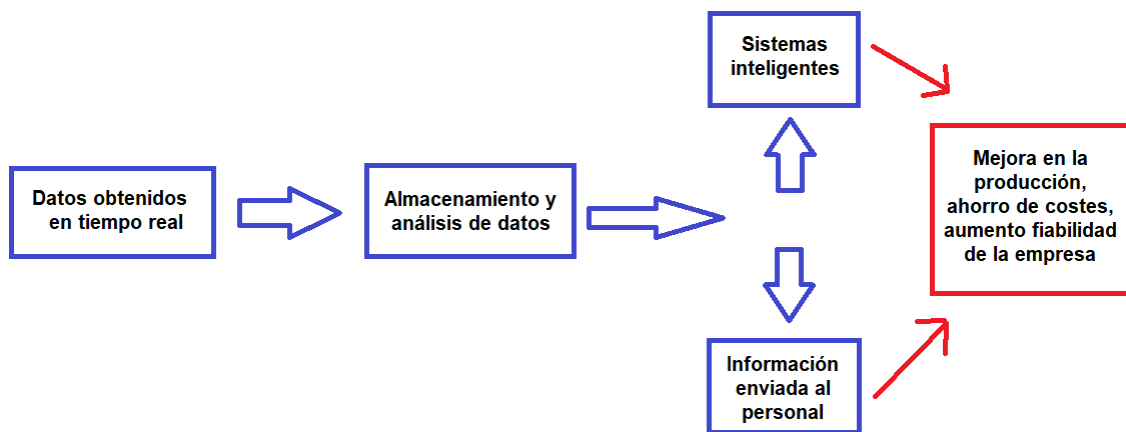 Datos obtenidos
en tiempo real
Almacenamiento y
análisis de datos
Sistemas
inteligentes
Información
enviada al
personal
Mejora en la
producción,
ahorro de costes,
aumento fiabilidad
de la empresa